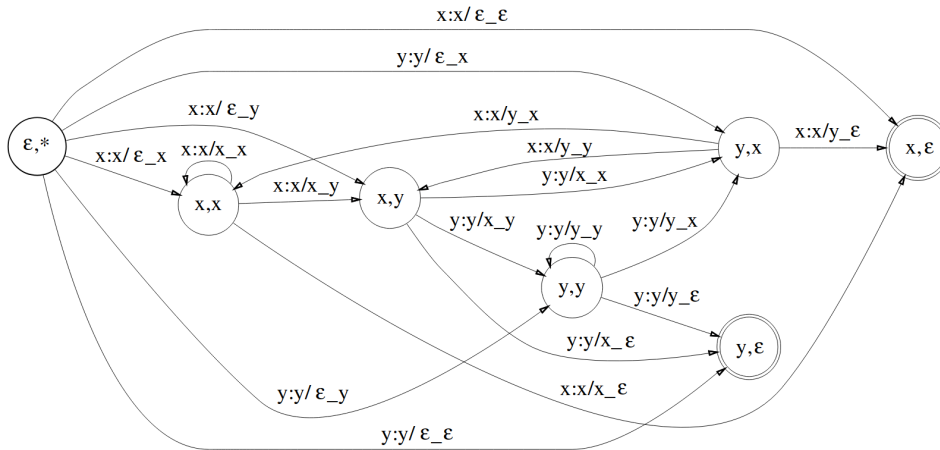 x:x/ ε_ε
y:y/ ε_x
x:x/ ε_y
x:x/y_x
ε,*
x:x/ ε_x
x:x/x_x
x:x/y_y
y,x
x:x/y_ε
x,ε
x:x/x_y
y:y/x_x
x,x
x,y
y:y/x_y
y:y/y_y
y:y/y_x
y,y
y:y/y_ε
y:y/x_ε
y,ε
y:y/ ε_y
x:x/x_ε
y:y/ ε_ε